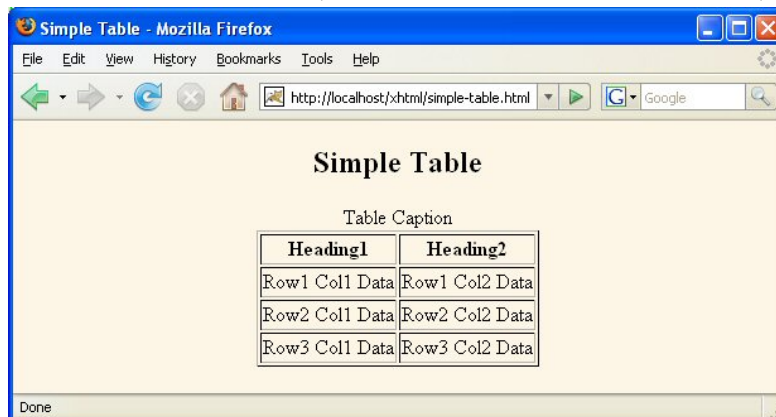 Simple Table - Mozilla Firefox
File Edit View History Bookmarks Tools Help
http://localhost/xhtml/simple-table.html G Google
Simple Table
Table Caption
Heading1 Heading2
Row1 Col1 Data Row1 Col2 Data
Row2 Col1 Data Row2 Col2 Data
Row3 Col1 Data Row3 Col2 Data
Done